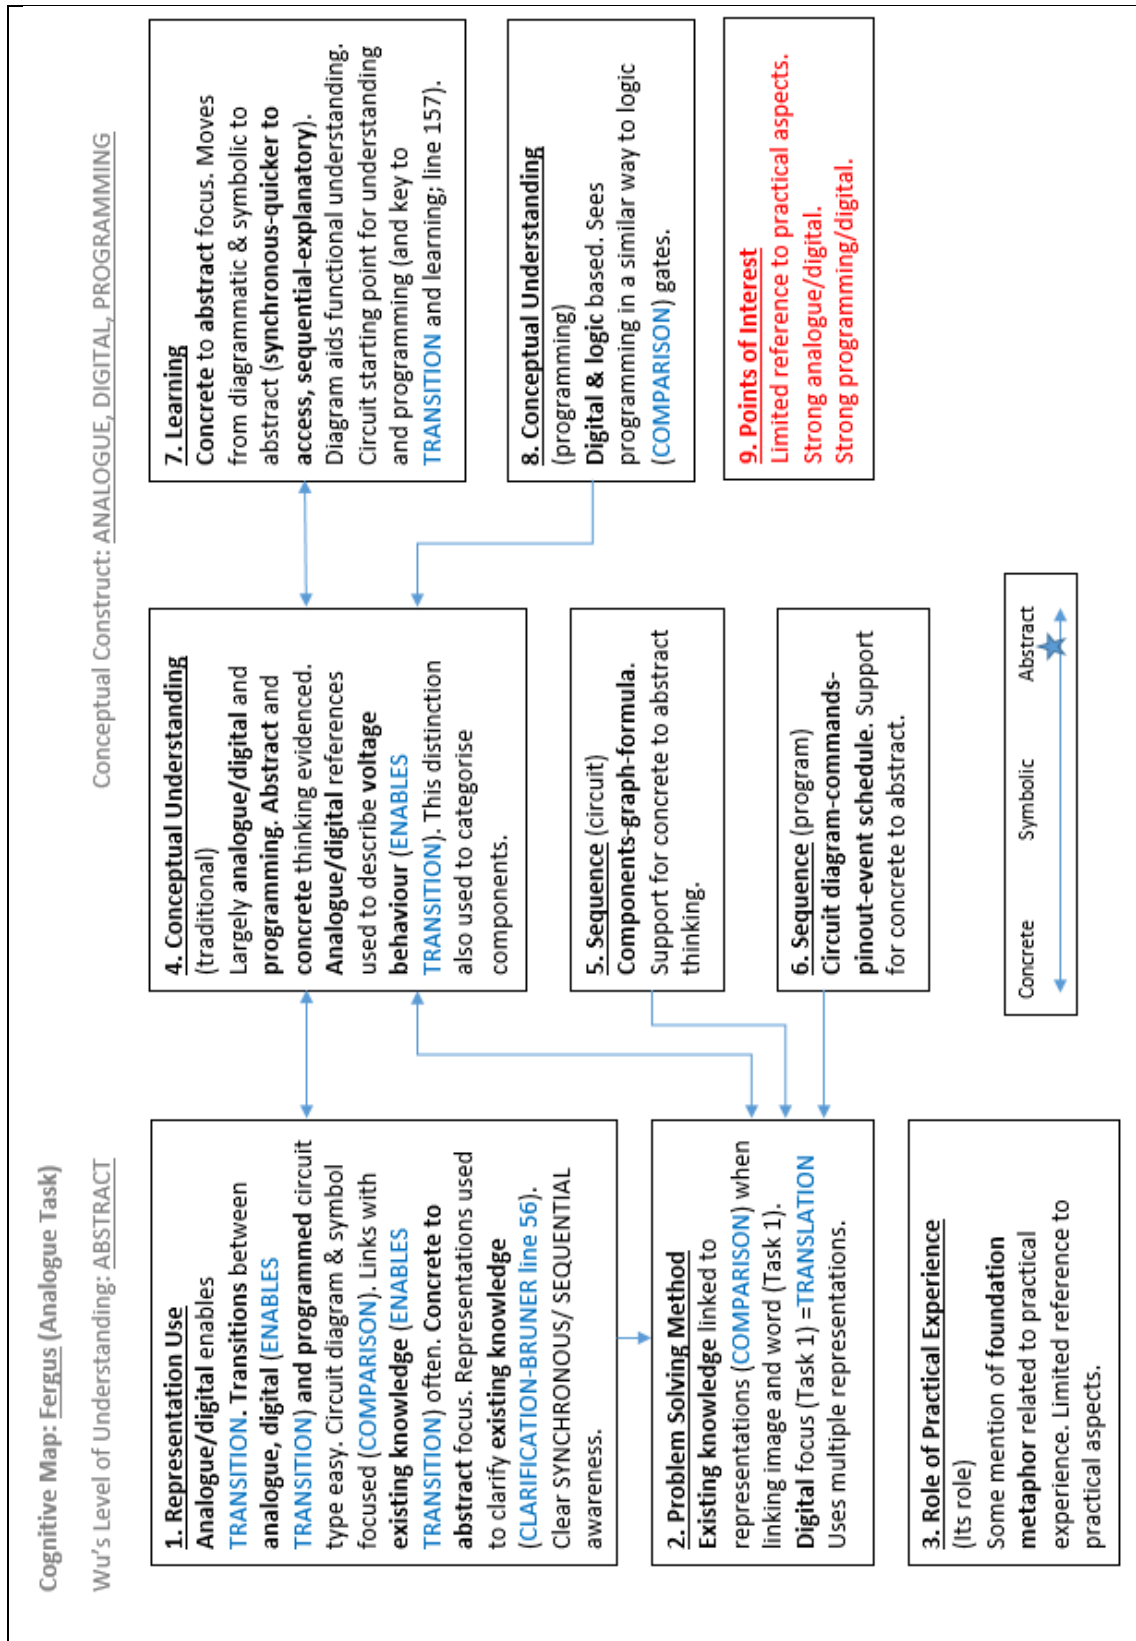 Cognitive Map: Fergus (Analogue Task)
Wu's Level of Understanding: ABSTRACT
Conceptual Construct: ANALOGUE, DIGITAL, PROGRAMMING
1. Representation Use
Analogue/digital enables
TRANSITION. Transitions between
analogue, digital (ENABLES
TRANSITION) and programmed circuit
type easy. Circuit diagram & symbol
focused (COMPARISON). Links with
existing knowledge (ENABLES
TRANSITION) often. Concrete to
abstract focus. Representations used
to clarify existing knowledge
(CLARIFICATION-BRUNER line 56).
Clear SYNCHRONOUS/ SEQUENTIAL
awareness.
2. Problem Solving Method
Existing knowledge linked to
representations (COMPARISON) when
linking image and word (Task 1).
Digital focus (Task 1) =TRANSLATION
Uses multiple representations.
3. Role of Practical Experience
(Its role)
Some mention of foundation
metaphor related to practical
experience. Limited reference to
practical aspects.
4. Conceptual Understanding
(traditional)
Largely analogue/digital and
programming. Abstract and
concrete thinking evidenced.
Analogue/digital references
used to describe voltage
behaviour (ENABLES
TRANSITION). This distinction
also used to categorise
components.
5. Sequence (circuit)
Components-graph-formula.
Support for concrete to abstract
thinking.
6. Sequence (program)
Circuit diagram-commands-
pinout-event schedule. Support
for concrete to abstract.
Concrete Symbolic Abstract
7. Learning
Concrete to abstract focus. Moves
from diagrammatic & symbolic to
abstract (synchronous-quicker to
access, sequential-explanatory).
Diagram aids functional understanding.
Circuit starting point for understanding
and programming (and key to
TRANSITION and learning; line 157).
8. Conceptual Understanding
(programming)
Digital & logic based. Sees
programming in a similar way to logic
(COMPARISON) gates.
9. Points of Interest
Limited reference to practical aspects.
Strong analogue/digital.
Strong programming/digital.